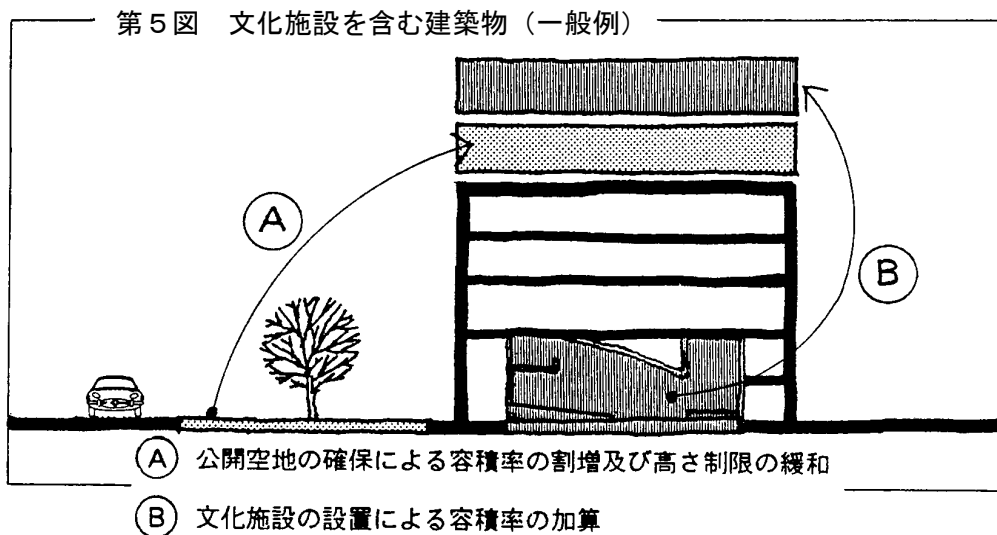 第5図　文化施設を含む建築物（一般例）
A
B
A 公開空地の確保による容積率の割増及び高さ制限の緩和
B 文化施設の設置による容積率の加算